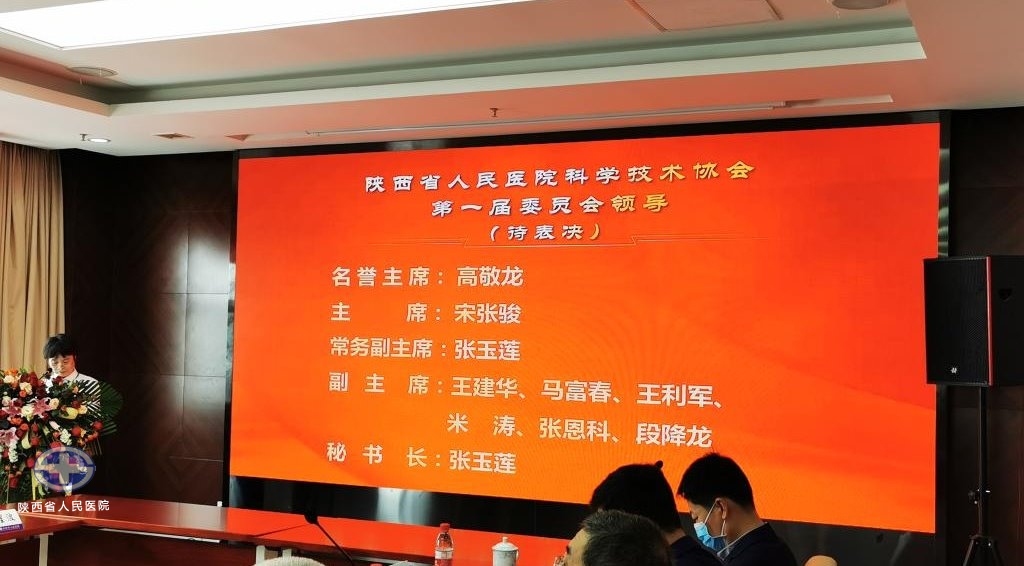 陕西省人民医院科学技术协会
第一届委员会领导
(待表决)
名誉主席：高敬龙
主席：宋张骏
常务副主席：张玉莲
副主席：王建华、马富春、王利军、
米涛、张恩科、段降龙
秘书长：张玉莲
陕西省人民医院